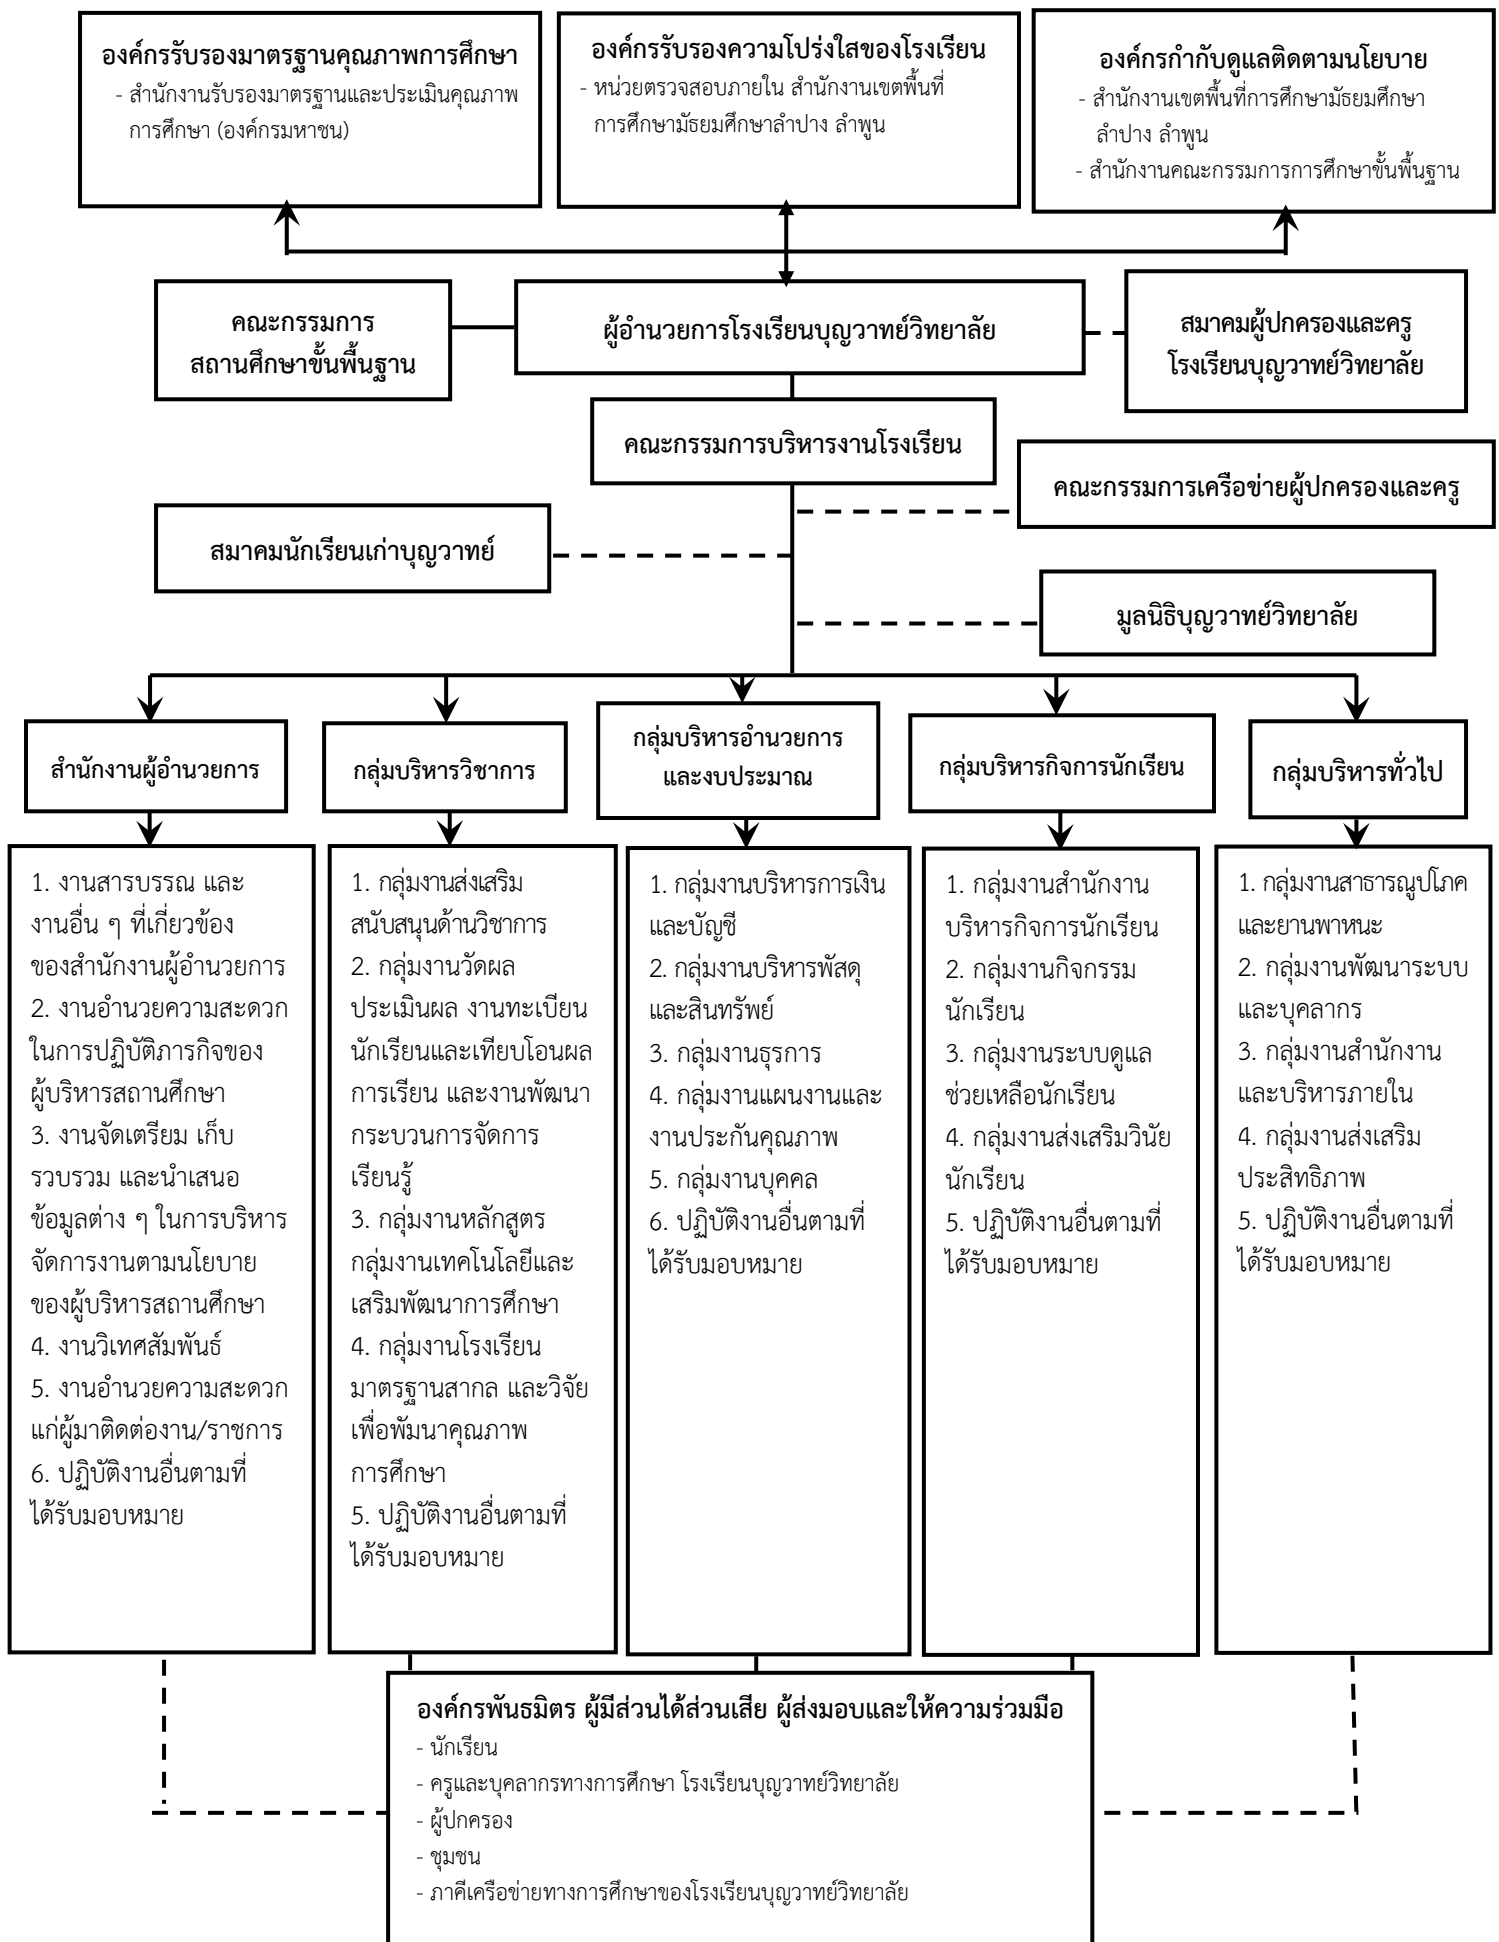 องค์กรรับรองมาตรฐานคุณภาพการศึกษา
- สำนักงานรับรองมาตรฐานและประเมินคุณภาพ
การศึกษา (องค์กรมหาชน)
องค์กรรับรองความโปร่งใสของโรงเรียน
- หน่วยตรวจสอบภายใน สำนักงานเขตพื้นที่
การศึกษามัธยมศึกษาลำปาง ลำพูน
องค์กรกำกับดูแลติดตามนโยบาย
- สำนักงานเขตพื้นที่การศึกษามัธยมศึกษา
ลำปาง ลำพูน
- สำนักงานคณะกรรมการการศึกษาขั้นพื้นฐาน
คณะกรรมการ
สถานศึกษาขั้นพื้นฐาน
ผู้อำนวยการโรงเรียนบุญวาทย์วิทยาลัย
สมาคมผู้ปกครองและครู
โรงเรียนบุญวาทย์วิทยาลัย
คณะกรรมการบริหารงานโรงเรียน
คณะกรรมการเครือข่ายผู้ปกครองและครู
สมาคมนักเรียนเก่าบุญวาทย์
มูลนิธิบุญวาทย์วิทยาลัย
สำนักงานผู้อำนวยการ
กลุ่มบริหารวิชาการ
กลุ่มบริหารอำนวยการ
และงบประมาณ
กลุ่มบริหารกิจการนักเรียน
กลุ่มบริหารทั่วไป
1. งานสารบรรณ และ
งานอื่น ๆ ที่เกี่ยวข้อง
ของสำนักงานผู้อำนวยการ
2. งานอำนวยความสะดวก
ในการปฏิบัติภารกิจของ
ผู้บริหารสถานศึกษา
3. งานจัดเตรียม เก็บ
รวบรวม และนำเสนอ
ข้อมูลต่าง ๆ ในการบริหาร
จัดการงานตามนโยบาย
ของผู้บริหารสถานศึกษา
4. งานวิเทศสัมพันธ์
5. งานอำนวยความสะดวก
แก่ผู้มาติดต่องาน/ราชการ
6. ปฏิบัติงานอื่นตามที่
ได้รับมอบหมาย
1. กลุ่มงานส่งเสริม
สนับสนุนด้านวิชาการ
2. กลุ่มงานวัดผล
ประเมินผล งานทะเบียน
นักเรียนและเทียบโอนผล
การเรียน และงานพัฒนา
กระบวนการจัดการ
เรียนรู้
3. กลุ่มงานหลักสูตร
กลุ่มงานเทคโนโลยีและ
เสริมพัฒนาการศึกษา
4. กลุ่มงานโรงเรียน
มาตรฐานสากล และวิจัย
เพื่อพัมนาคุณภาพ
การศึกษา
5. ปฏิบัติงานอื่นตามที่
ได้รับมอบหมาย
1. กลุ่มงานบริหารการเงิน
และบัญชี
2. กลุ่มงานบริหารพัสดุ
และสินทรัพย์
3. กลุ่มงานธุรการ
4. กลุ่มงานแผนงานและ
งานประกันคุณภาพ
5. กลุ่มงานบุคคล
6. ปฏิบัติงานอื่นตามที่
ได้รับมอบหมาย
1. กลุ่มงานสำนักงาน
บริหารกิจการนักเรียน
2. กลุ่มงานกิจกรรม
นักเรียน
3. กลุ่มงานระบบดูแล
ช่วยเหลือนักเรียน
4. กลุ่มงานส่งเสริมวินัย
นักเรียน
5. ปฏิบัติงานอื่นตามที่
ได้รับมอบหมาย
1. กลุ่มงานสาธารณูปโภค
และยานพาหนะ
2. กลุ่มงานพัฒนาระบบ
และบุคลากร
3. กลุ่มงานสำนักงาน
และบริหารภายใน
4. กลุ่มงานส่งเสริม
ประสิทธิภาพ
5. ปฏิบัติงานอื่นตามที่
ได้รับมอบหมาย
องค์กรพันธมิตร ผู้มีส่วนได้ส่วนเสีย ผู้ส่งมอบและให้ความร่วมมือ
- นักเรียน
- ครูและบุคลากรทางการศึกษา โรงเรียนบุญวาทย์วิทยาลัย
- ผู้ปกครอง
- ชุมชน
- ภาคีเครือข่ายทางการศึกษาของโรงเรียนบุญวาทย์วิทยาลัย